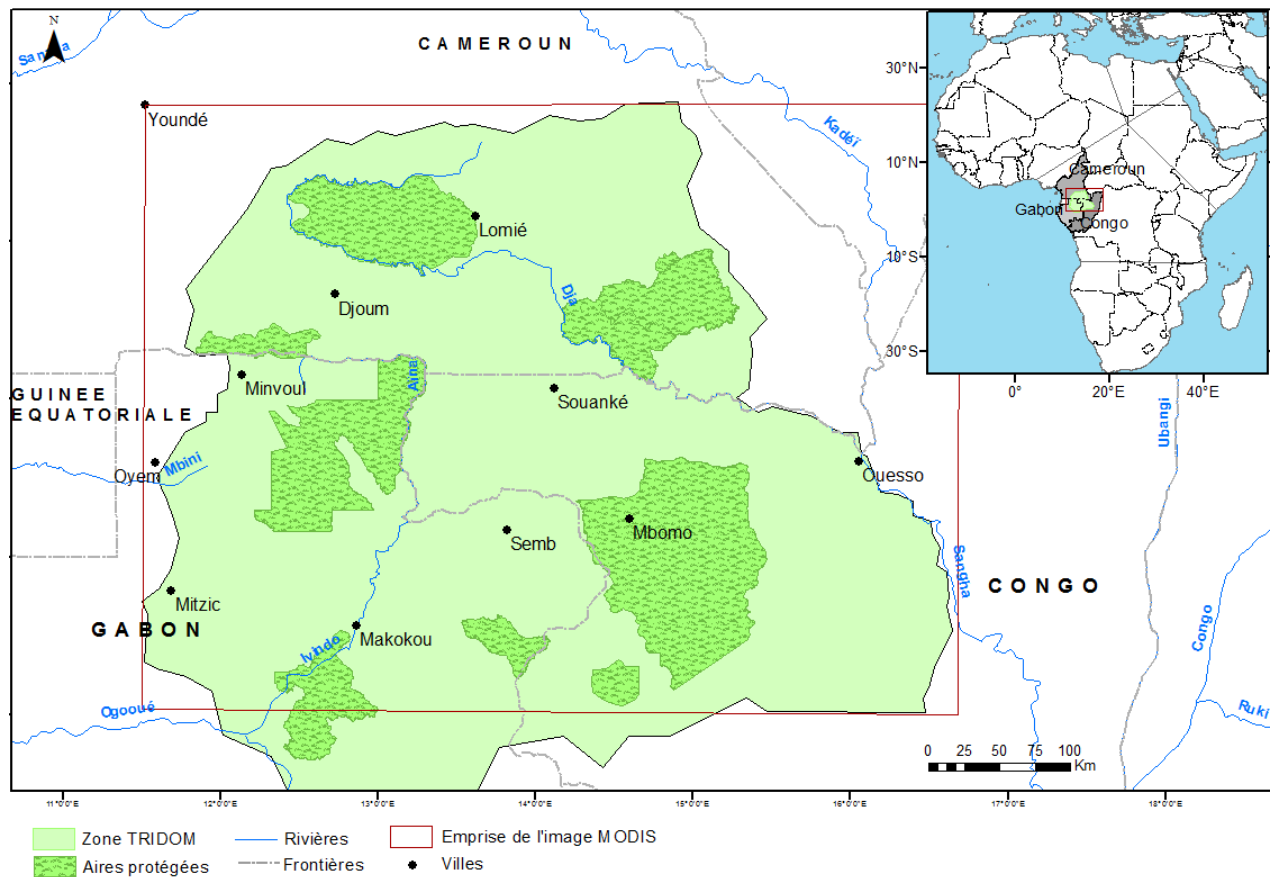 N
CAMEROUN
Sanaga
Youndé
Kadéï
30°N
10°N
10°S
30°S
Cameroun
Gabon
Congo
0°
20°E
40°E
Lomié
Djoum
Dja
Minvoul
Aïna
Souanké
GUINEE
EQUATORIALE
Oyem
Mbini
Ouesso
Ubangi
Semb
Mbomo
Mitzic
GABON
Makokou
Ivindo
Sangha
CONGO
Congo
Ogooué
Ruki
0 25 50 75 100
Km
11°0'0"E 12°0'0"E 13°0'0"E 14°0'0"E 15°0'0"E 16°0'0"E 17°0'0"E 18°0'0"E
Zone TRIDOM
Rivières
Emprise de l'image MODIS
Aires protégées
Frontières
Villes